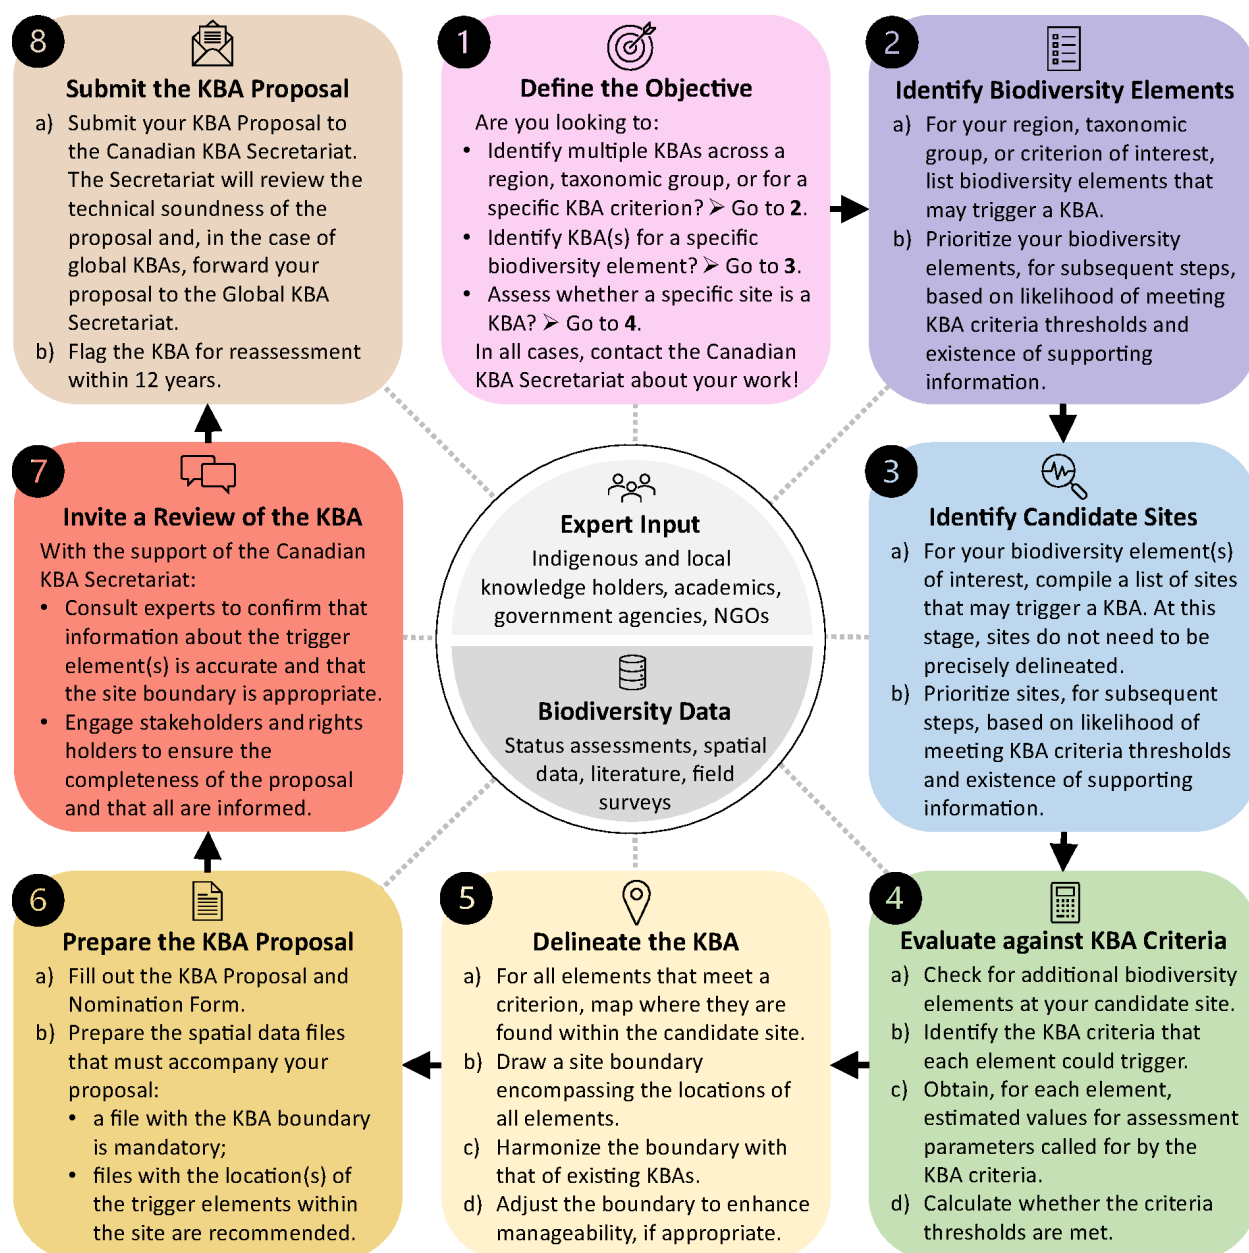 1
Define the Objective
Are you looking to:
• Identify multiple KBAs across a
region, taxonomic group, or for a
specific KBA criterion? ➢ Go to 2.
• Identify KBA(s) for a specific
biodiversity element? ➢ Go to 3.
• Assess whether a specific site is a
KBA? ➢ Go to 4.
In all cases, contact the Canadian
KBA Secretariat about your work!
2
Identify Biodiversity Elements
a) For your region, taxonomic
group, or criterion of interest,
list biodiversity elements that
may trigger a KBA.
b) Prioritize your biodiversity
elements, for subsequent steps,
based on likelihood of meeting
KBA criteria thresholds and
existence of supporting
information.
3
Identify Candidate Sites
a) For your biodiversity element(s)
of interest, compile a list of sites
that may trigger a KBA. At this
stage, sites do not need to be
precisely delineated.
b) Prioritize sites, for subsequent
steps, based on likelihood of
meeting KBA criteria thresholds
and existence of supporting
information.
4
Evaluate against KBA Criteria
a) Check for additional biodiversity
elements at your candidate site.
b) Identify the KBA criteria that
each element could trigger.
c) Obtain, for each element,
estimated values for assessment
parameters called for by the
KBA criteria.
d) Calculate whether the criteria
thresholds are met.
5
Delineate the KBA
a) For all elements that meet a
criterion, map where they are
found within the candidate site.
b) Draw a site boundary
encompassing the locations of
all elements.
c) Harmonize the boundary with
that of existing KBAs.
d) Adjust the boundary to enhance
manageability, if appropriate.
6
Prepare the KBA Proposal
a) Fill out the KBA Proposal and
Nomination Form.
b) Prepare the spatial data files
that must accompany your
proposal:
• a file with the KBA boundary
is mandatory;
• files with the location(s) of
the trigger elements within
the site are recommended.
7
Invite a Review of the KBA
With the support of the Canadian
KBA Secretariat:
• Consult experts to confirm that
information about the trigger
element(s) is accurate and that
the site boundary is appropriate.
• Engage stakeholders and rights
holders to ensure the
completeness of the proposal
and that all are informed.
8
Submit the KBA Proposal
a) Submit your KBA Proposal to
the Canadian KBA Secretariat.
The Secretariat will review the
technical soundness of the
proposal and, in the case of
global KBAs, forward your
proposal to the Global KBA
Secretariat.
b) Flag the KBA for reassessment
within 12 years.
Expert Input
Indigenous and local
knowledge holders, academics,
government agencies, NGOs
Biodiversity Data
Status assessments, spatial
data, literature, field
surveys